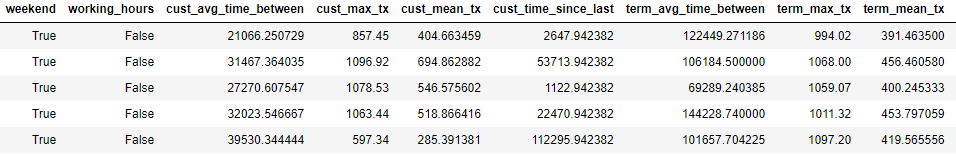 weekend working_hours cust_avg_time_between cust_max_tx cust_mean_tx cust_time_since_last term_avg_time_between term_max_tx term_mean_tx
True False 21066.250729 857.45 404.663459 2647.942382 122449.271186 994.02 391.463500
True False 31467.364035 1096.92 694.862882 53713.942382 106184.500000 1068.00 456.460580
True False 27270.607547 1078.53 546.575602 1122.942382 69289.240385 1059.07 400.245333
True False 32023.546667 1063.44 518.866416 22470.942382 144228.740000 1011.32 453.797059
True False 39530.344444 597.34 285.391381 112295.942382 101657.704225 1097.20 419.565556